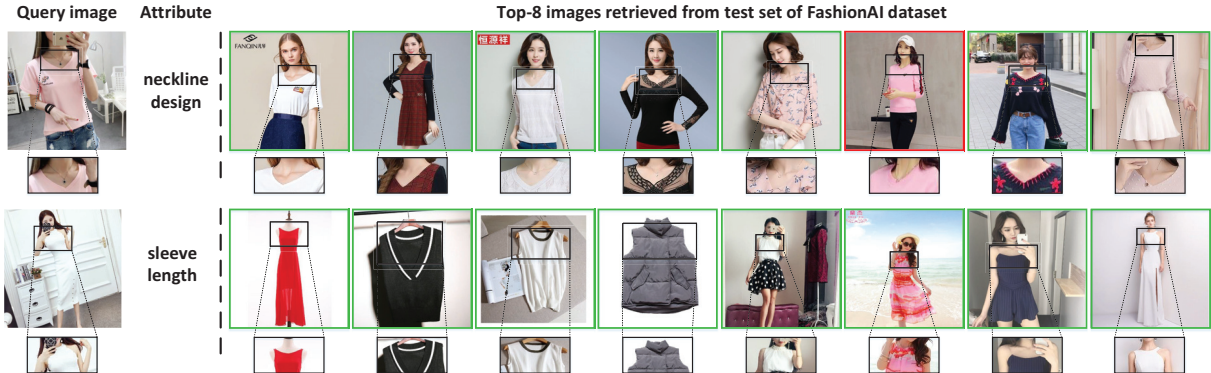 Query image Attribute Top-8 images retrieved from test set of FashionAI dataset
neckline
design
FANQIN
恒源祥
sleeve
length